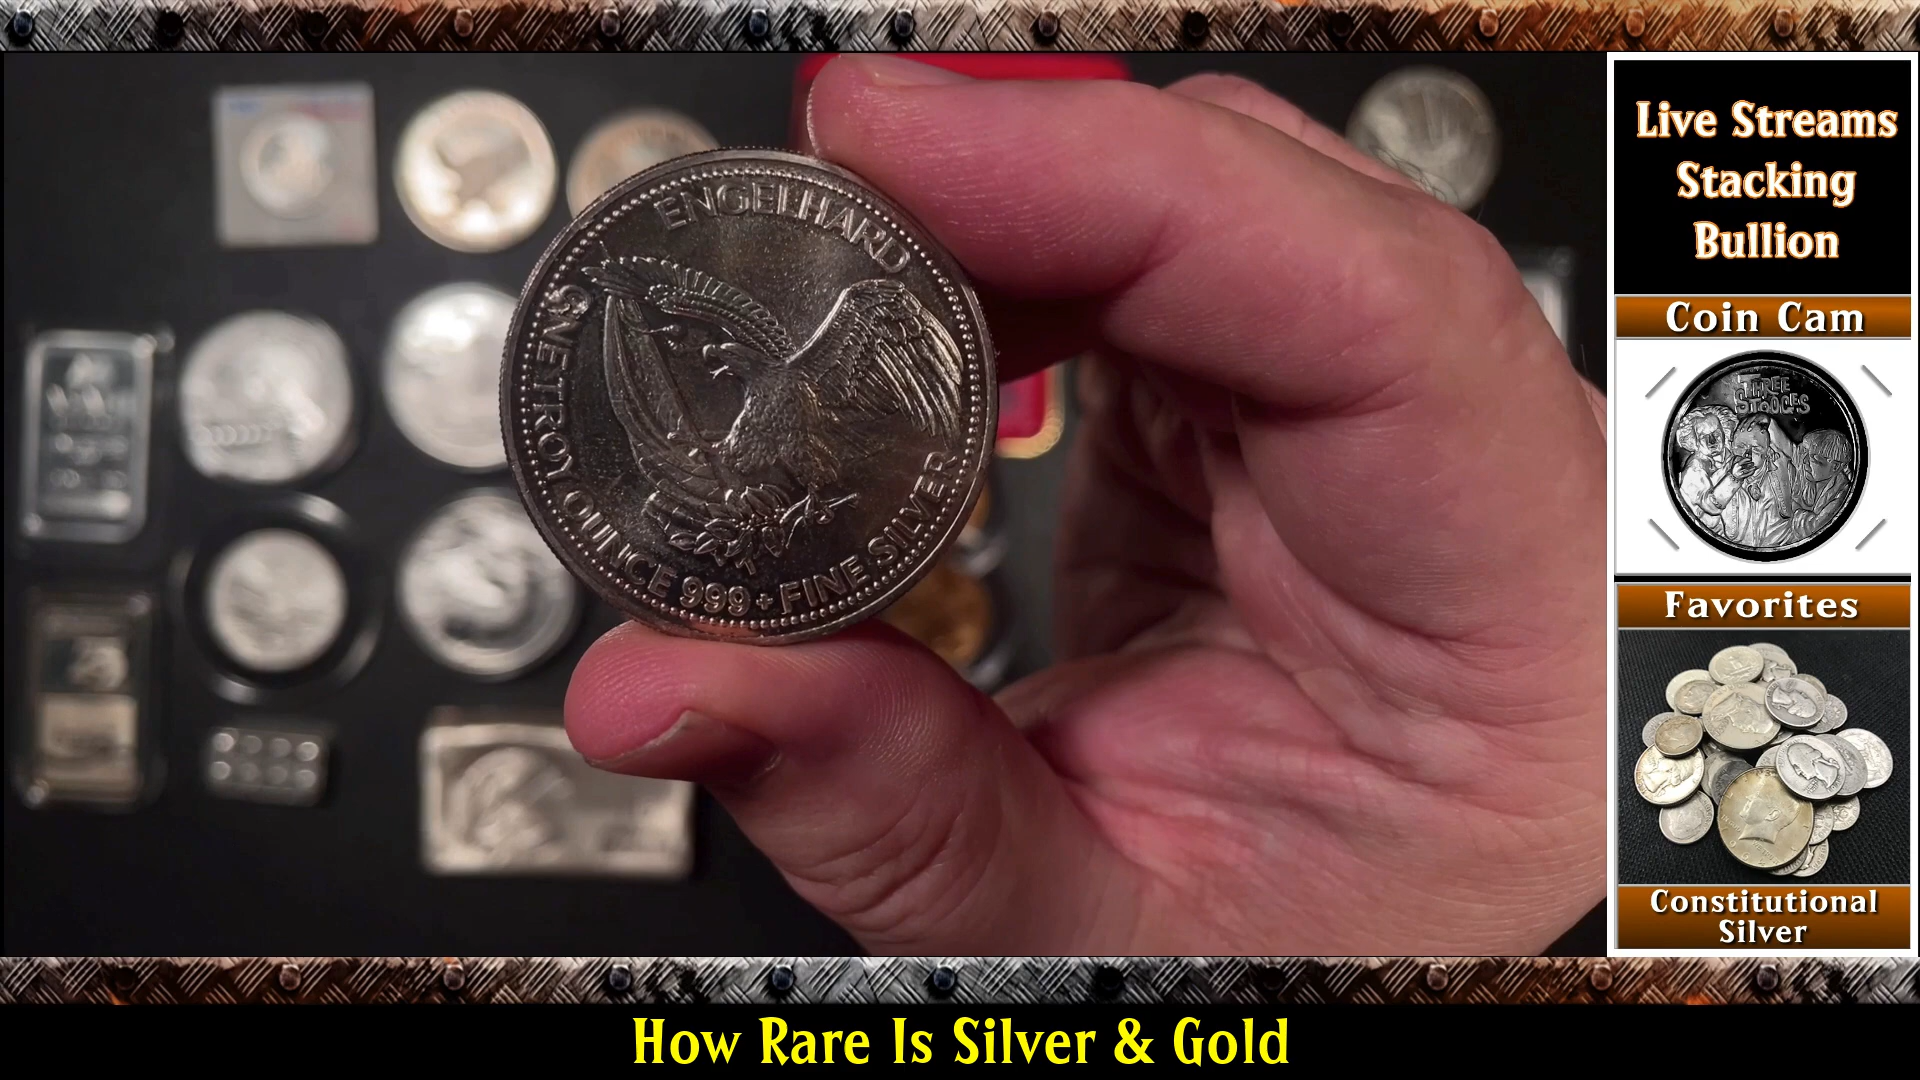 ENGELHARD
ONE TROY OUNCE 999+ FINE SILVER
Live Streams
Stacking
Bullion
Coin Cam
THREE
STOOGES
Favorites
Constitutional
Silver
How Rare Is Silver & Gold